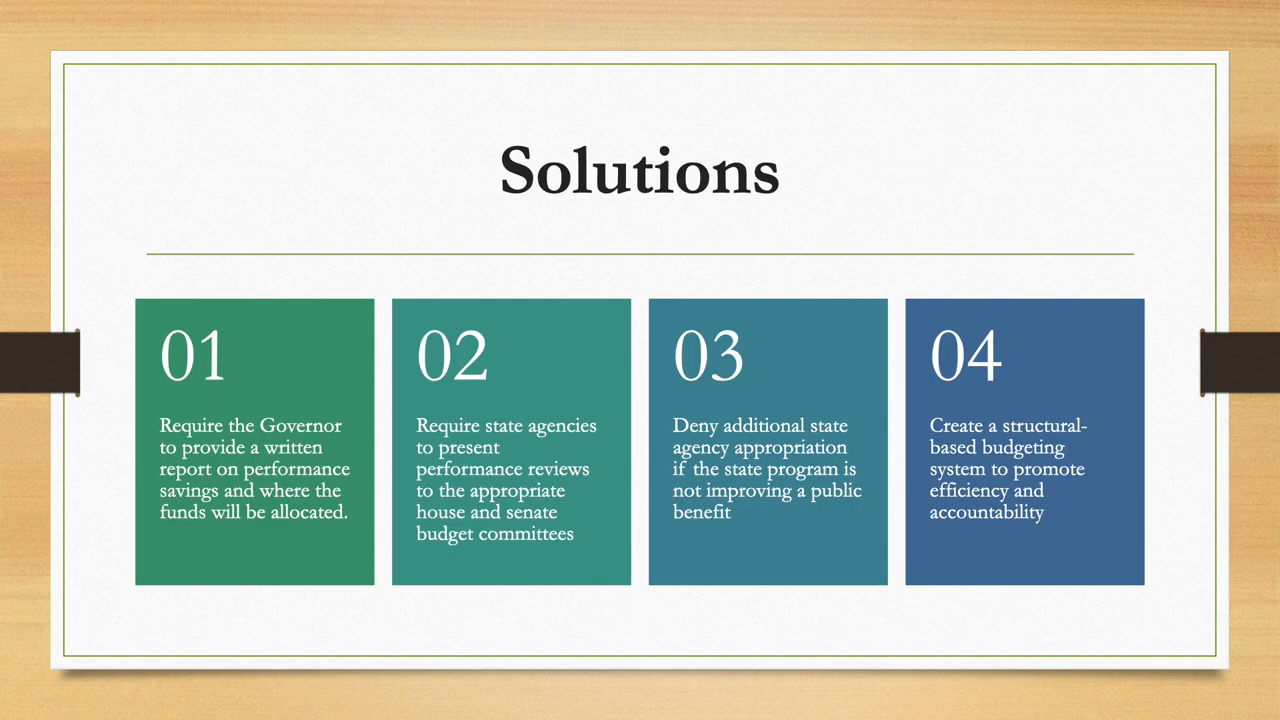 Solutions
01
Require the Governor
to provide a written
report on performance
savings and where the
funds will be allocated.
02
Require state agencies
to present
performance reviews
to the appropriate
house and senate
budget committees
03
Deny additional state
agency appropriation
if the state program is
not improving a public
benefit
04
Create a structural-
based budgeting
system to promote
efficiency and
accountability